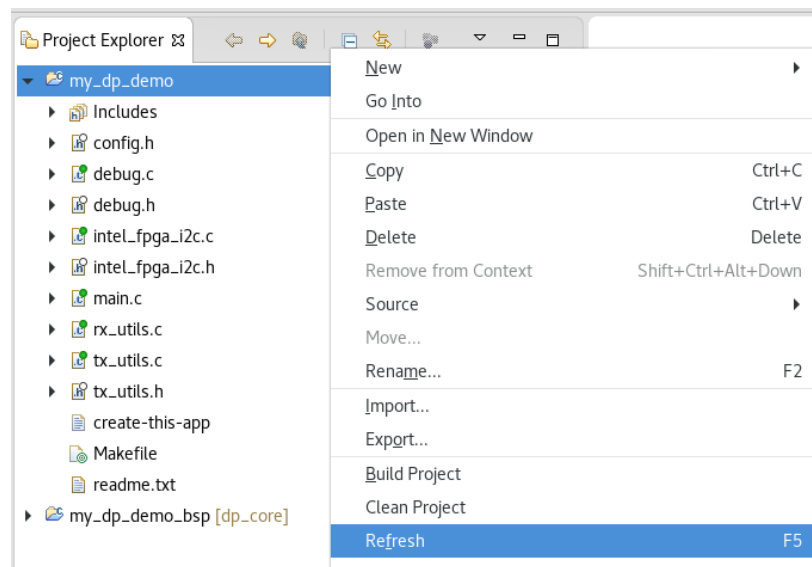 Project Explorer
my_dp_demo
Includes
config.h
debug.c
debug.h
intel_fpga_i2c.c
intel_fpga_i2c.h
main.c
rx_utils.c
tx_utils.c
tx_utils.h
create-this-app
Makefile
readme.txt
my_dp_demo_bsp [dp_core]
New
Go Into
Open in New Window
Copy Ctrl+C
Paste Ctrl+V
Delete Delete
Remove from Context Shift+Ctrl+Alt+Down
Source
Move...
Rename... F2
Import...
Export...
Build Project
Clean Project
Refresh F5